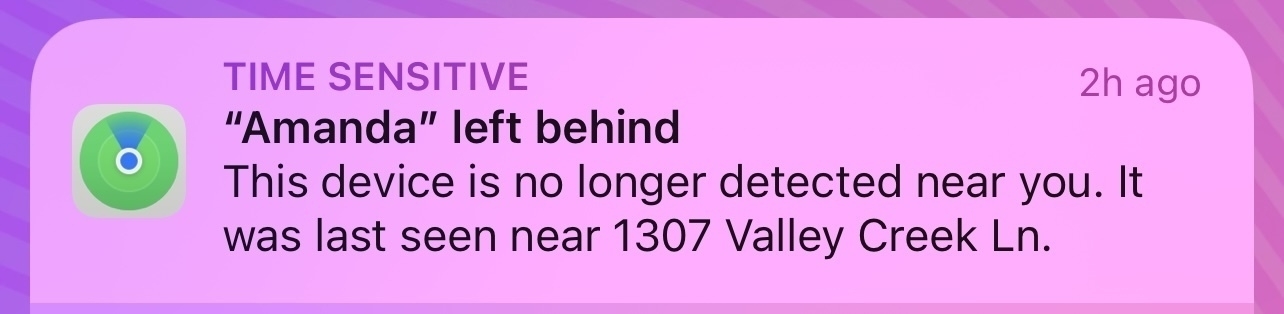 TIME SENSITIVE
2h ago
“Amanda” left behind
This device is no longer detected near you. It
was last seen near 1307 Valley Creek Ln.